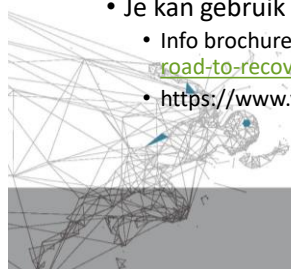 • Je kan gebruik
• Info brochure
road-to-recov
• https://www.